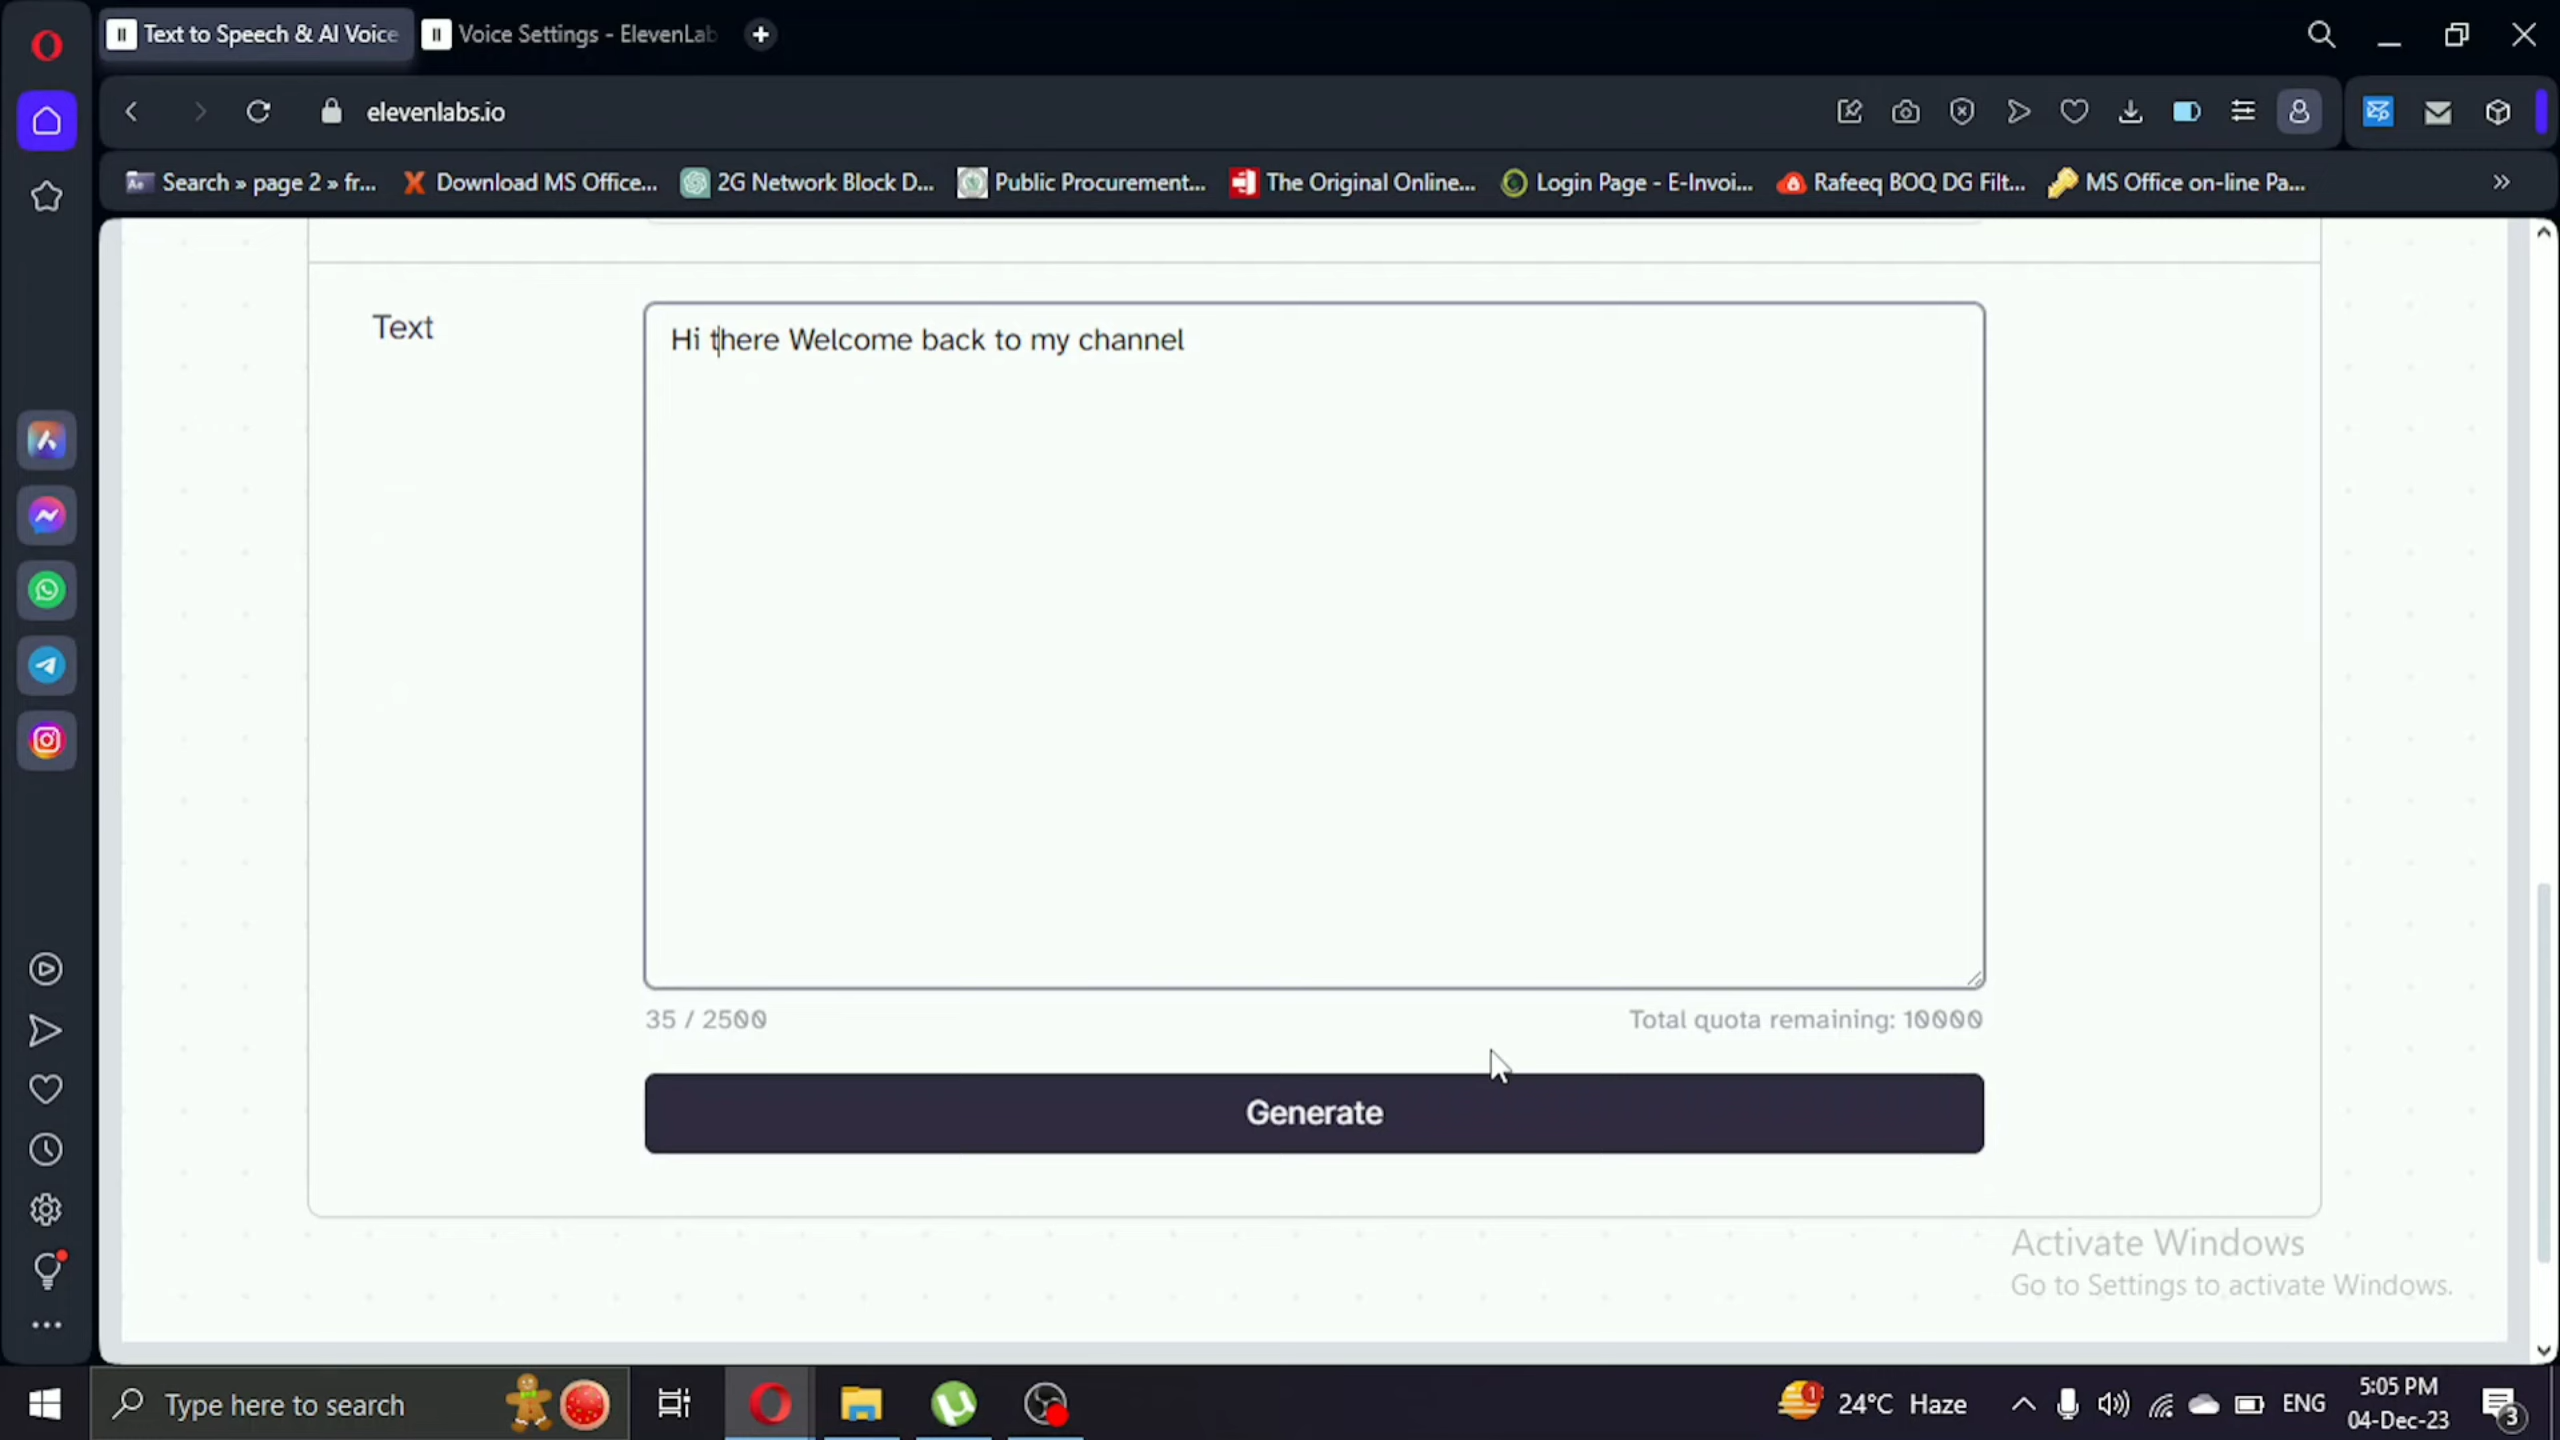 Text to Speech & AI Voice
Voice Settings - ElevenLab
elevenlabs.io
Search » page 2 » fr...
Download MS Office...
2G Network Block D...
Public Procurement...
The Original Online...
Login Page - E-Invoi...
Rafeeq BOQ DG Filt...
MS Office on-line Pa...
Text
Hi there Welcome back to my channel
35 / 2500
Total quota remaining: 10000
Generate
Activate Windows
Go to Settings to activate Windows.
Type here to search
1
24°C Haze
ENG
5:05 PM
04-Dec-23
3